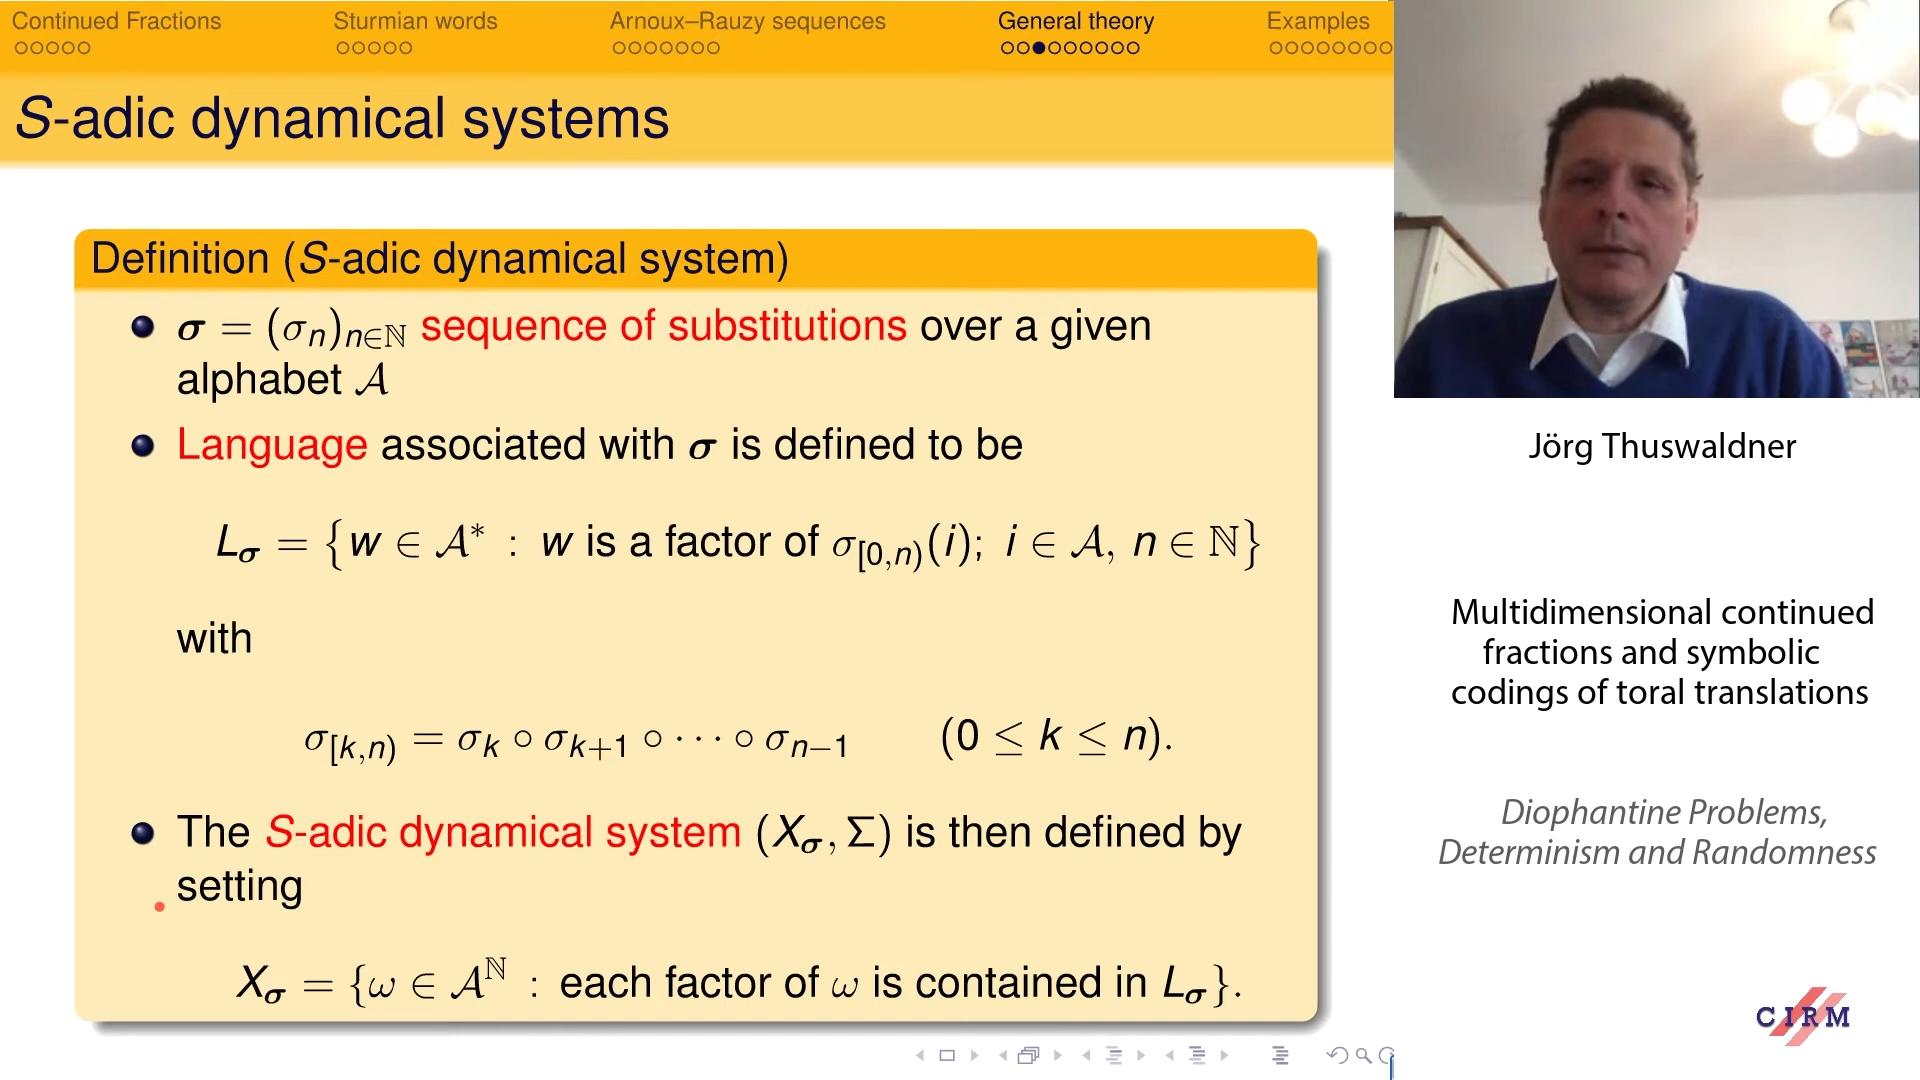 Continued Fractions Sturmian words Arnoux–Rauzy sequences General theory Examples
S-adic dynamical systems
Definition (S-adic dynamical system)
σ = (σₙ)ₙ∈ℕ sequence of substitutions over a given
alphabet 𝒜
Language associated with σ is defined to be
L_σ = {w ∈ 𝒜* : w is a factor of σ_[0,n)(i); i ∈ 𝒜, n ∈ ℕ}
with
σ_[k,n) = σ_k ∘ σ_{k+1} ∘ ⋯ ∘ σ_{n−1} (0 ≤ k ≤ n).
The S-adic dynamical system (X_σ, Σ) is then defined by
setting
X_σ = {ω ∈ 𝒜^ℕ : each factor of ω is contained in L_σ}.
Jörg Thuswaldner
Multidimensional continued
fractions and symbolic
codings of toral translations
Diophantine Problems,
Determinism and Randomness
CIRM